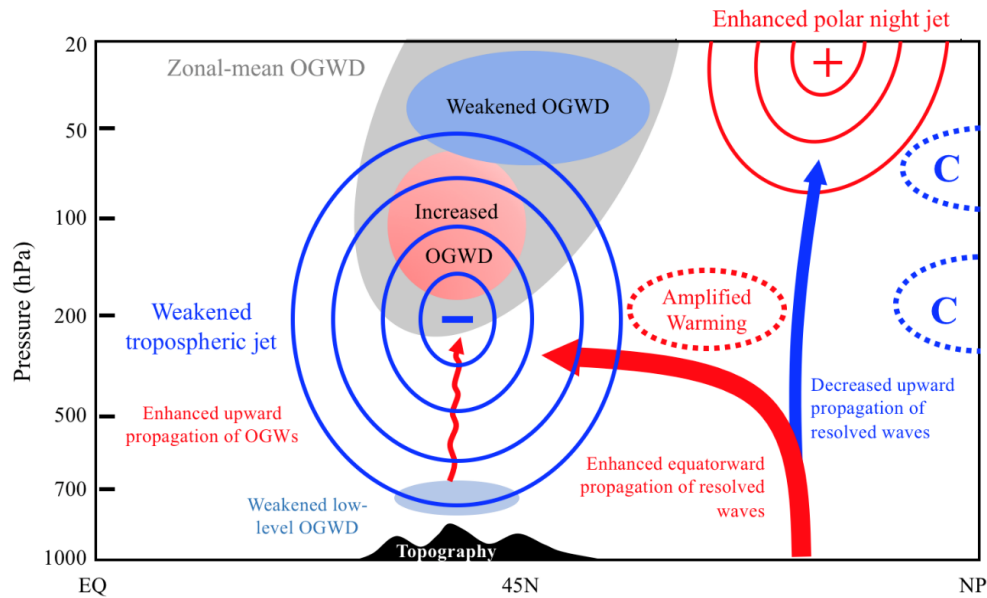 Enhanced polar night jet
20
Zonal-mean OGWD
+
Weakened OGWD
50
C
100
Increased
OGWD
Pressure (hPa)
Amplified
Warming
C
200
Weakened
tropospheric jet
−
Decreased upward
propagation of
resolved waves
500
Enhanced upward
propagation of OGWs
Enhanced equatorward
propagation of resolved
waves
700
Weakened low-
level OGWD
Topography
1000
EQ
45N
NP